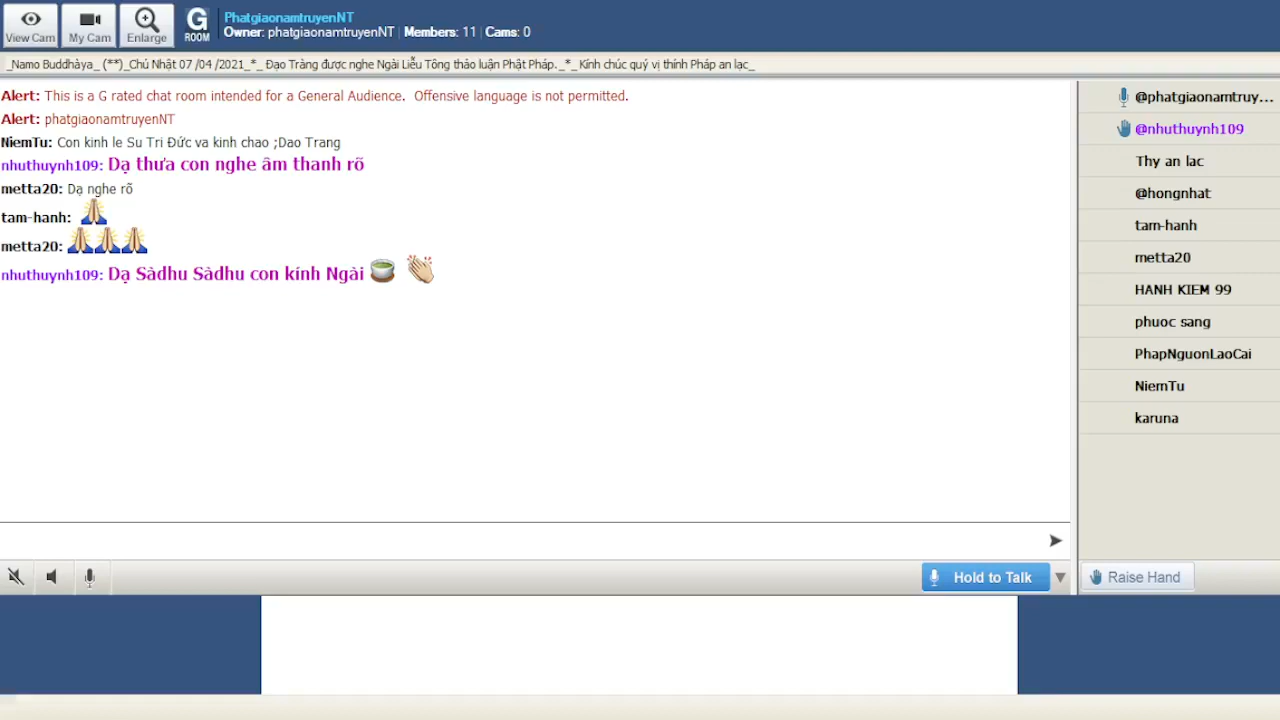 View Cam
My Cam
Enlarge
G
ROOM
PhatgiaonamtruyenNT
Owner: phatgiaonamtruyenNT | Members: 11 | Cams: 0
_Namo Buddhàya_ (**)_Chủ Nhật 07 /04 /2021_*_ Đạo Tràng được nghe Ngài Liễu Tông thảo luận Phật Pháp._*_ Kính chúc quý vị thính Pháp an lạc_
Alert: This is a G rated chat room intended for a General Audience. Offensive language is not permitted.
Alert: phatgiaonamtruyenNT
NiemTu: Con kinh le Su Tri Đức va kinh chao ;Dao Trang
nhuthuynh109: Dạ thưa con nghe âm thanh rõ
metta20: Dạ nghe rõ
tam-hanh:
metta20:
nhuthuynh109: Dạ Sādhu Sādhu con kính Ngài
@phatgiaonamtruy...
@nhuthuynh109
Thy an lac
@hongnhat
tam-hanh
metta20
HANH KIEM 99
phuoc sang
PhapNguonLaoCai
NiemTu
karuna
Hold to Talk
Raise Hand